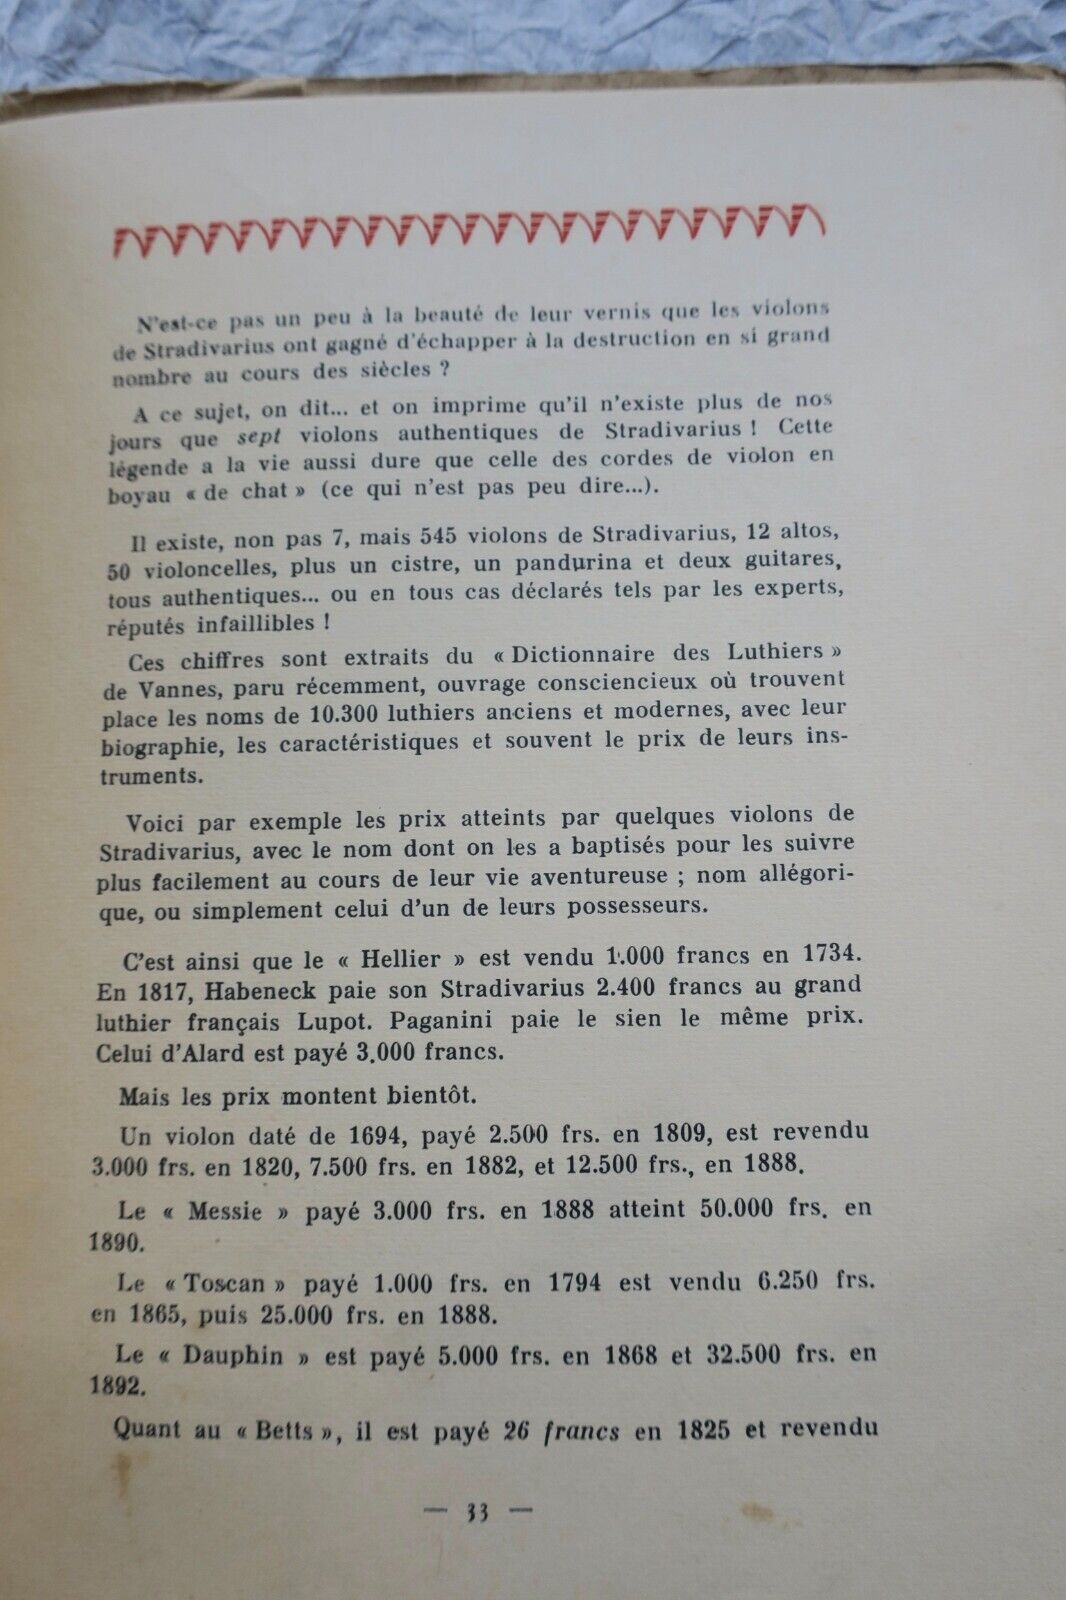 N'est-ce pas un peu à la beauté de leur vernis que les violons
de Stradivarius ont gagné d'échapper à la destruction en si grand
nombre au cours des siècles ?
A ce sujet, on dit... et on imprime qu'il n'existe plus de nos
jours que sept violons authentiques de Stradivarius ! Cette
légende a la vie aussi dure que celle des cordes de violon en
boyau « de chat » (ce qui n'est pas peu dire...).
Il existe, non pas 7, mais 545 violons de Stradivarius, 12 altos,
50 violoncelles, plus un cistre, un pandurina et deux guitares,
tous authentiques... ou en tous cas déclarés tels par les experts,
réputés infaillibles !
Ces chiffres sont extraits du « Dictionnaire des Luthiers »
de Vannes, paru récemment, ouvrage consciencieux où trouvent
place les noms de 10.300 luthiers anciens et modernes, avec leur
biographie, les caractéristiques et souvent le prix de leurs ins-
truments.
Voici par exemple les prix atteints par quelques violons de
Stradivarius, avec le nom dont on les a baptisés pour les suivre
plus facilement au cours de leur vie aventureuse ; nom allégori-
que, ou simplement celui d'un de leurs possesseurs.
C'est ainsi que le « Hellier » est vendu 1.000 francs en 1734.
En 1817, Habeneck paie son Stradivarius 2.400 francs au grand
luthier français Lupot. Paganini paie le sien le même prix.
Celui d'Alard est payé 3.000 francs.
Mais les prix montent bientôt.
Un violon daté de 1694, payé 2.500 frs. en 1809, est revendu
3.000 frs. en 1820, 7.500 frs. en 1882, et 12.500 frs., en 1888.
Le « Messie » payé 3.000 frs. en 1888 atteint 50.000 frs. en
1890.
Le « Toscan » payé 1.000 frs. en 1794 est vendu 6.250 frs.
en 1865, puis 25.000 frs. en 1888.
Le « Dauphin » est payé 5.000 frs. en 1868 et 32.500 frs. en
1892.
Quant au « Betts », il est payé 26 francs en 1825 et revendu
— 33 —